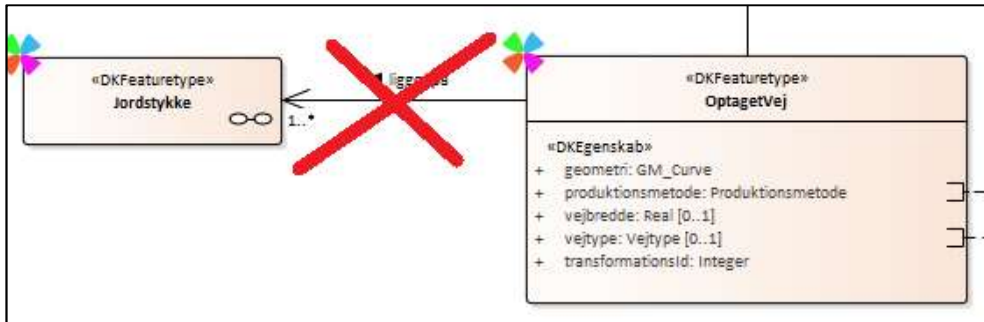 «DKFeaturetype»
Jordstykke
1..*
«DKFeaturetype»
OptagetVej
«DKEgenskab»
+ geometri: GM_Curve
+ produktionsmetode: Produktionsmetode
+ vejbredde: Real [0..1]
+ vejtype: Vejtype [0..1]
+ transformationsId: Integer